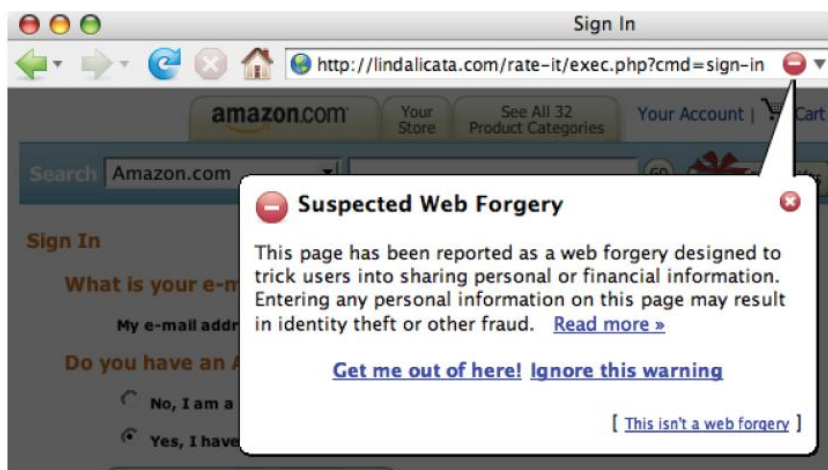 Sign In
http://lindalicata.com/rate-it/exec.php?cmd=sign-in
amazon.com
Your Store
See All 32 Product Categories
Your Account | Cart
Search Amazon.com
GO
Suspected Web Forgery
This page has been reported as a web forgery designed to
trick users into sharing personal or financial information.
Entering any personal information on this page may result
in identity theft or other fraud. Read more »
Get me out of here! Ignore this warning
[ This isn't a web forgery ]
Sign In
What is your e-m
My e-mail addr
Do you have an A
No, I am a
Yes, I have